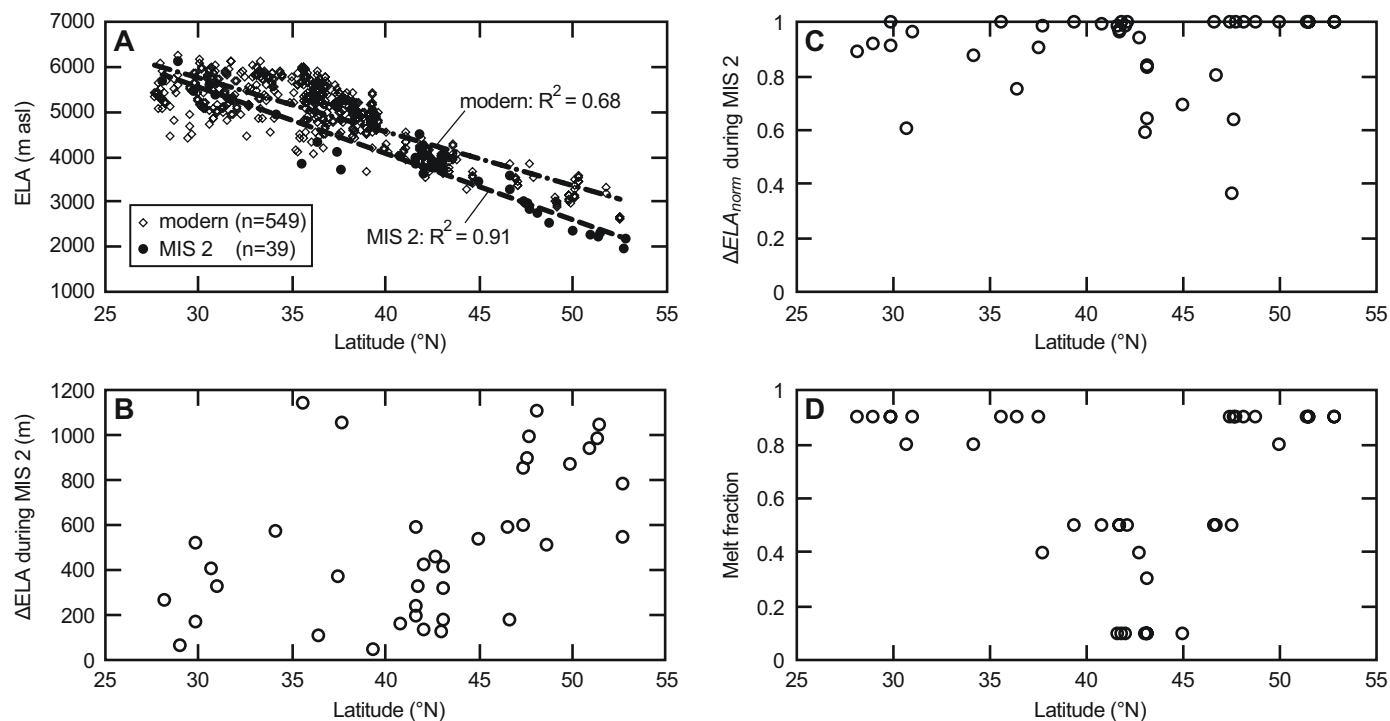 A
7000
6000
5000
4000
3000
2000
1000
ELA (m asl)
modern: R2 = 0.68
MIS 2: R2 = 0.91
modern (n=549)
MIS 2 (n=39)
25 30 35 40 45 50 55
Latitude (°N)
B
1200
1000
800
600
400
200
0
ΔELA during MIS 2 (m)
25 30 35 40 45 50 55
Latitude (°N)
C
1
0.8
0.6
0.4
0.2
0
ΔELAnorm during MIS 2
25 30 35 40 45 50 55
Latitude (°N)
D
1
0.8
0.6
0.4
0.2
0
Melt fraction
25 30 35 40 45 50 55
Latitude (°N)